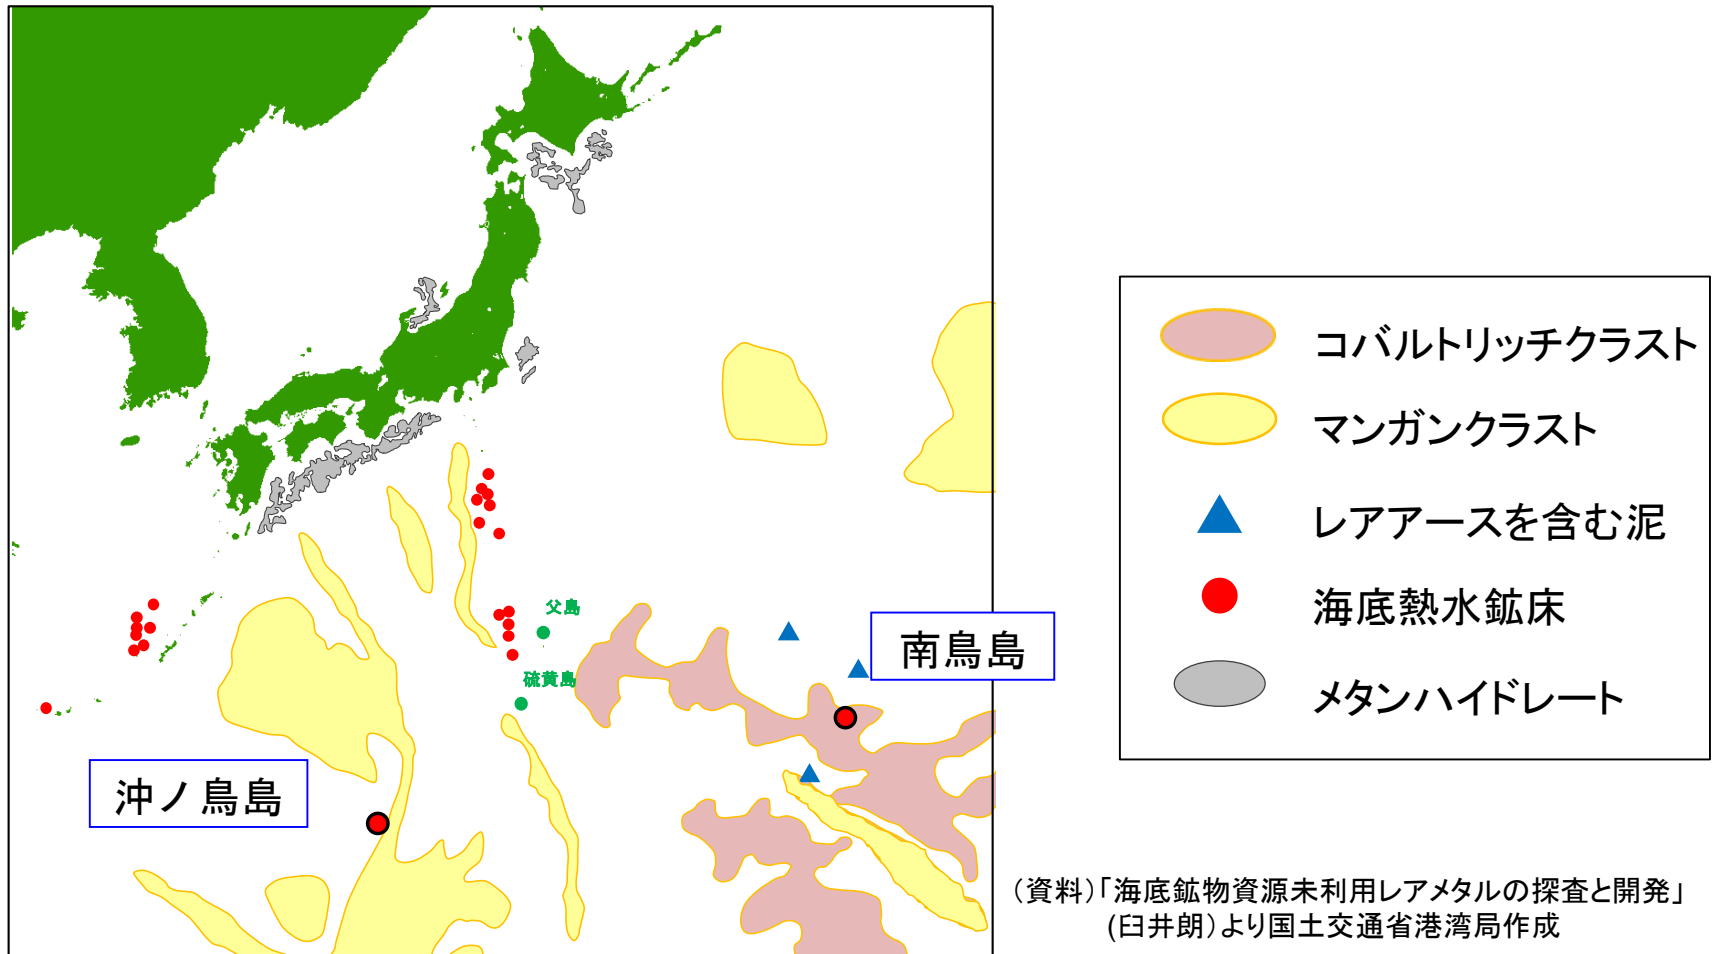 父島
硫黄島
南鳥島
沖ノ鳥島
コバルトリッチクラスト
マンガンクラスト
レアアースを含む泥
海底熱水鉱床
メタンハイドレート
（資料）「海底鉱物資源未利用レアメタルの探査と開発」
(臼井朗）より国土交通省港湾局作成